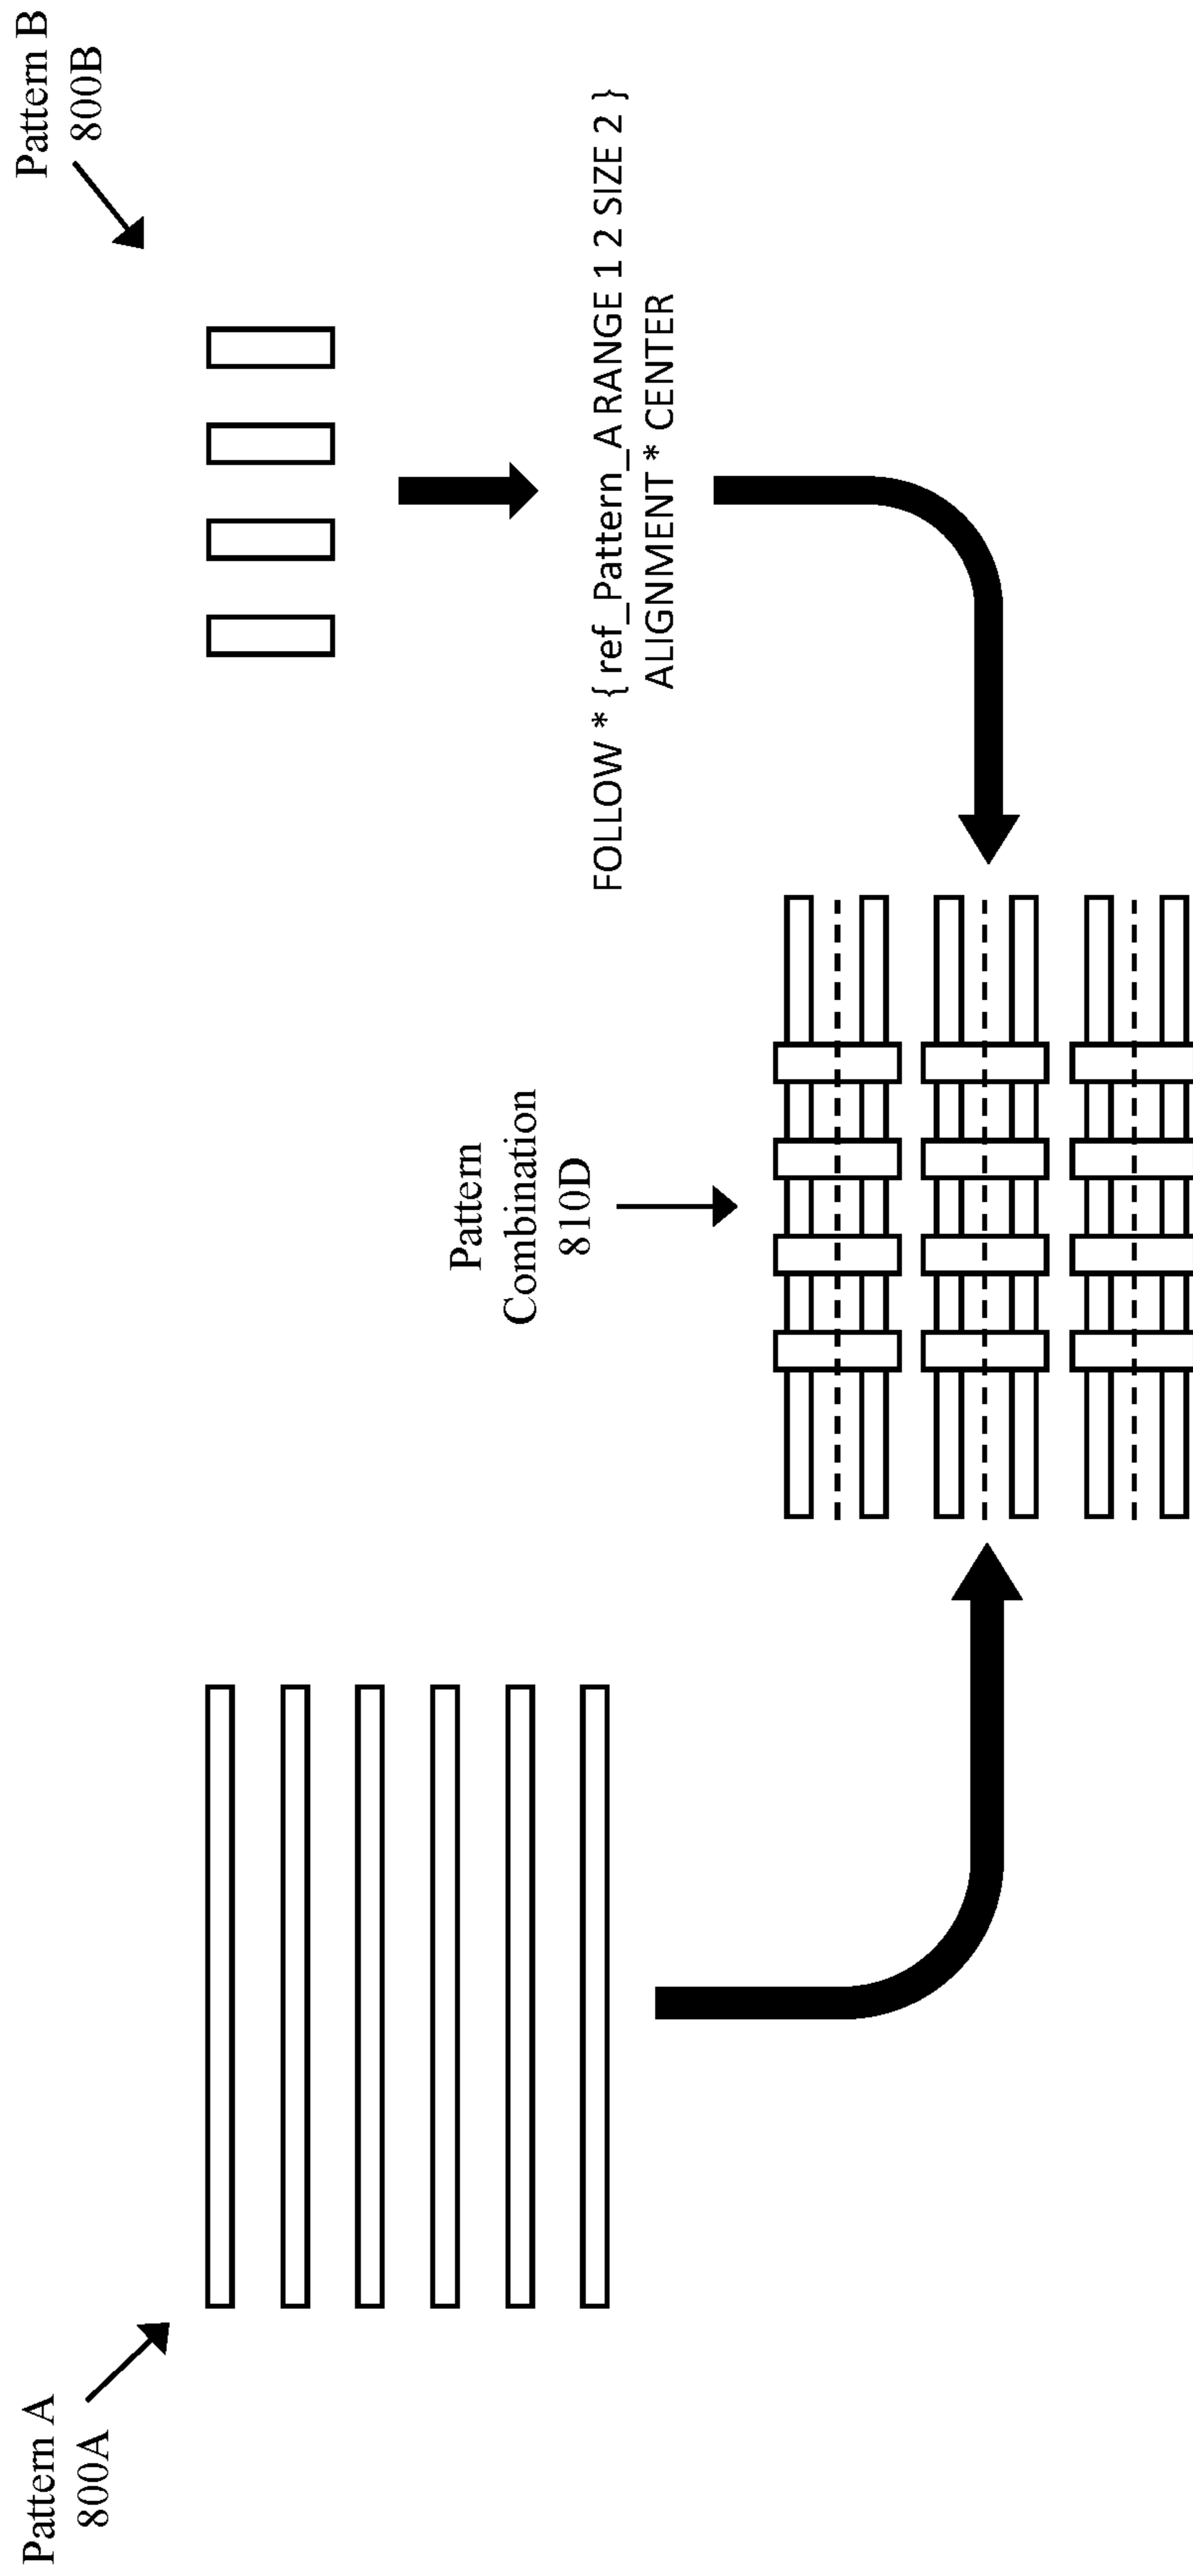 Pattern A
800A
Pattern B
800B
Pattern
Combination
810D
FOLLOW * { ref_Pattern_A RANGE 1 2 SIZE 2 }
ALIGNMENT * CENTER